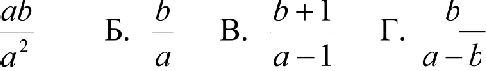 ab/a² Б. b/a В. (b + 1)/(a − 1) Г. b/(a − b)